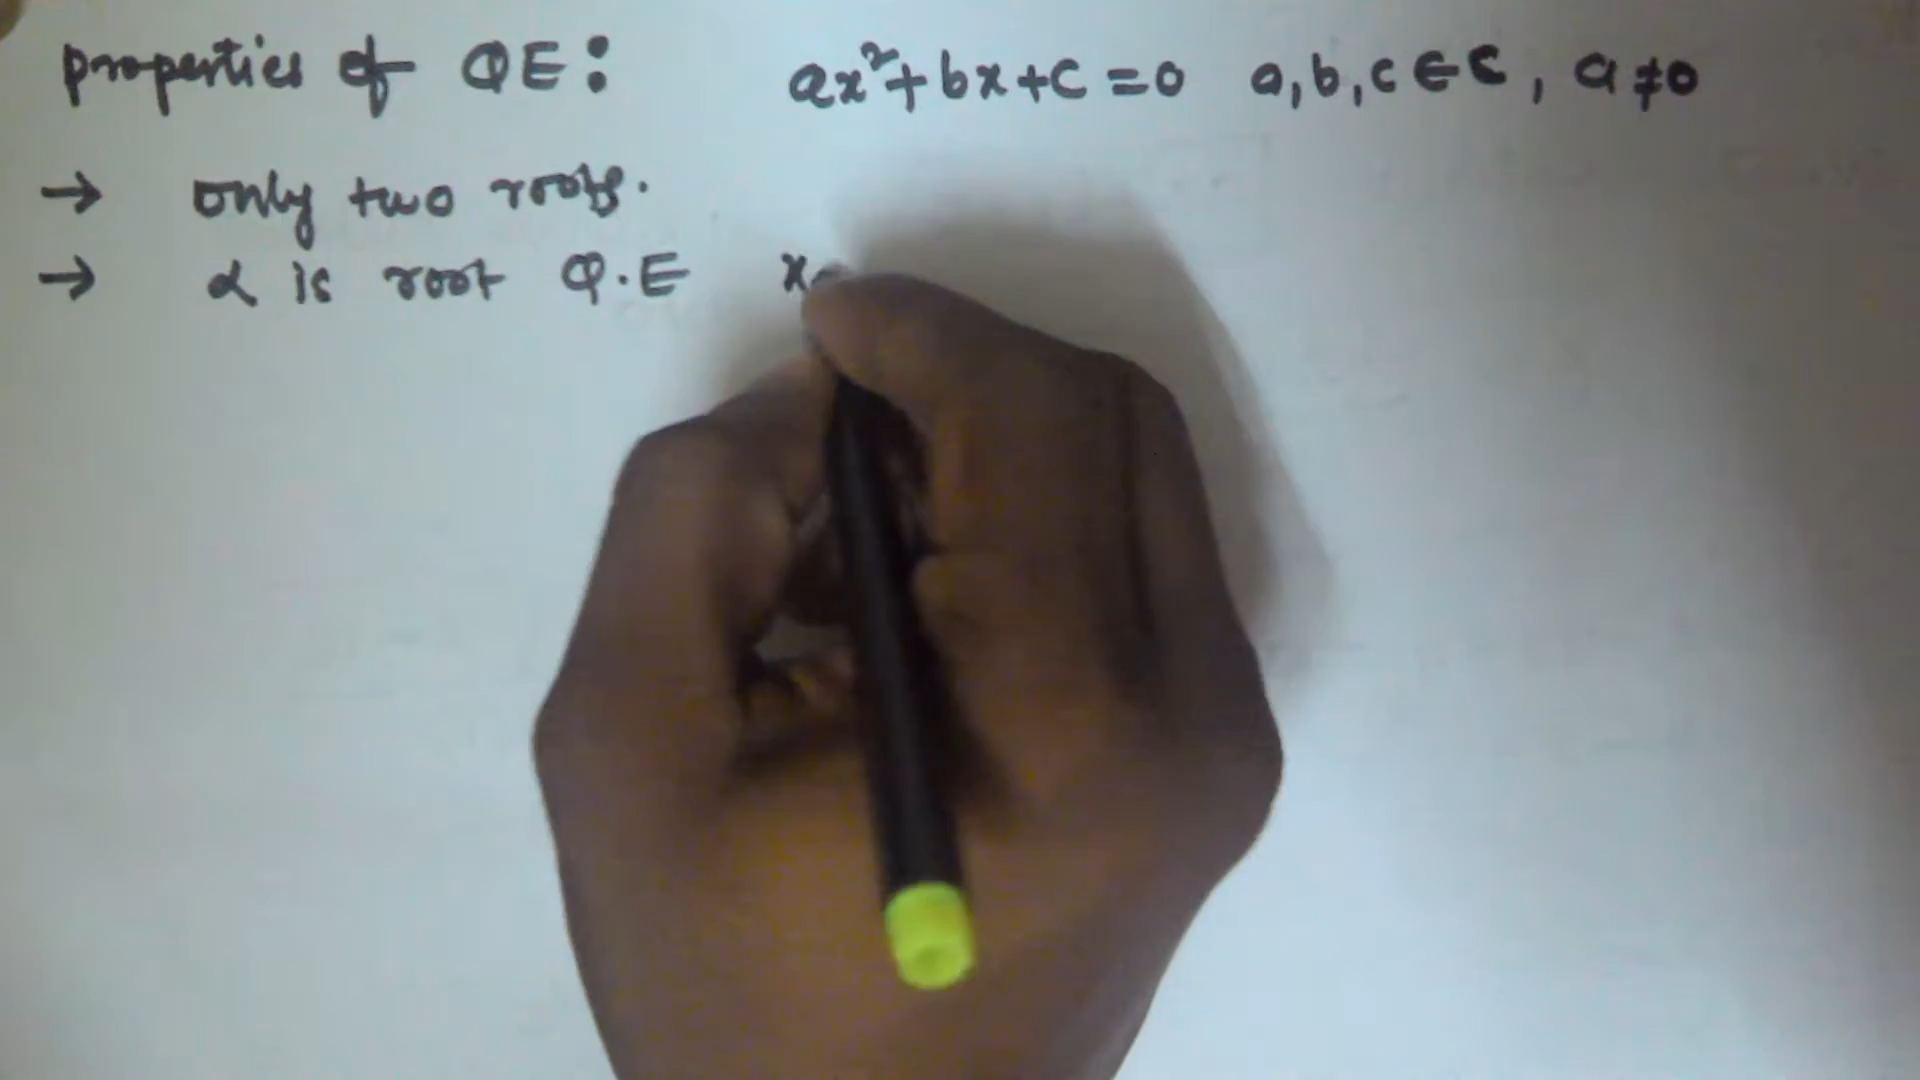 properties of QE: ax²+bx+c=0 a,b,c∈C, a≠0
→ only two roots.
→ α is root Q.E x